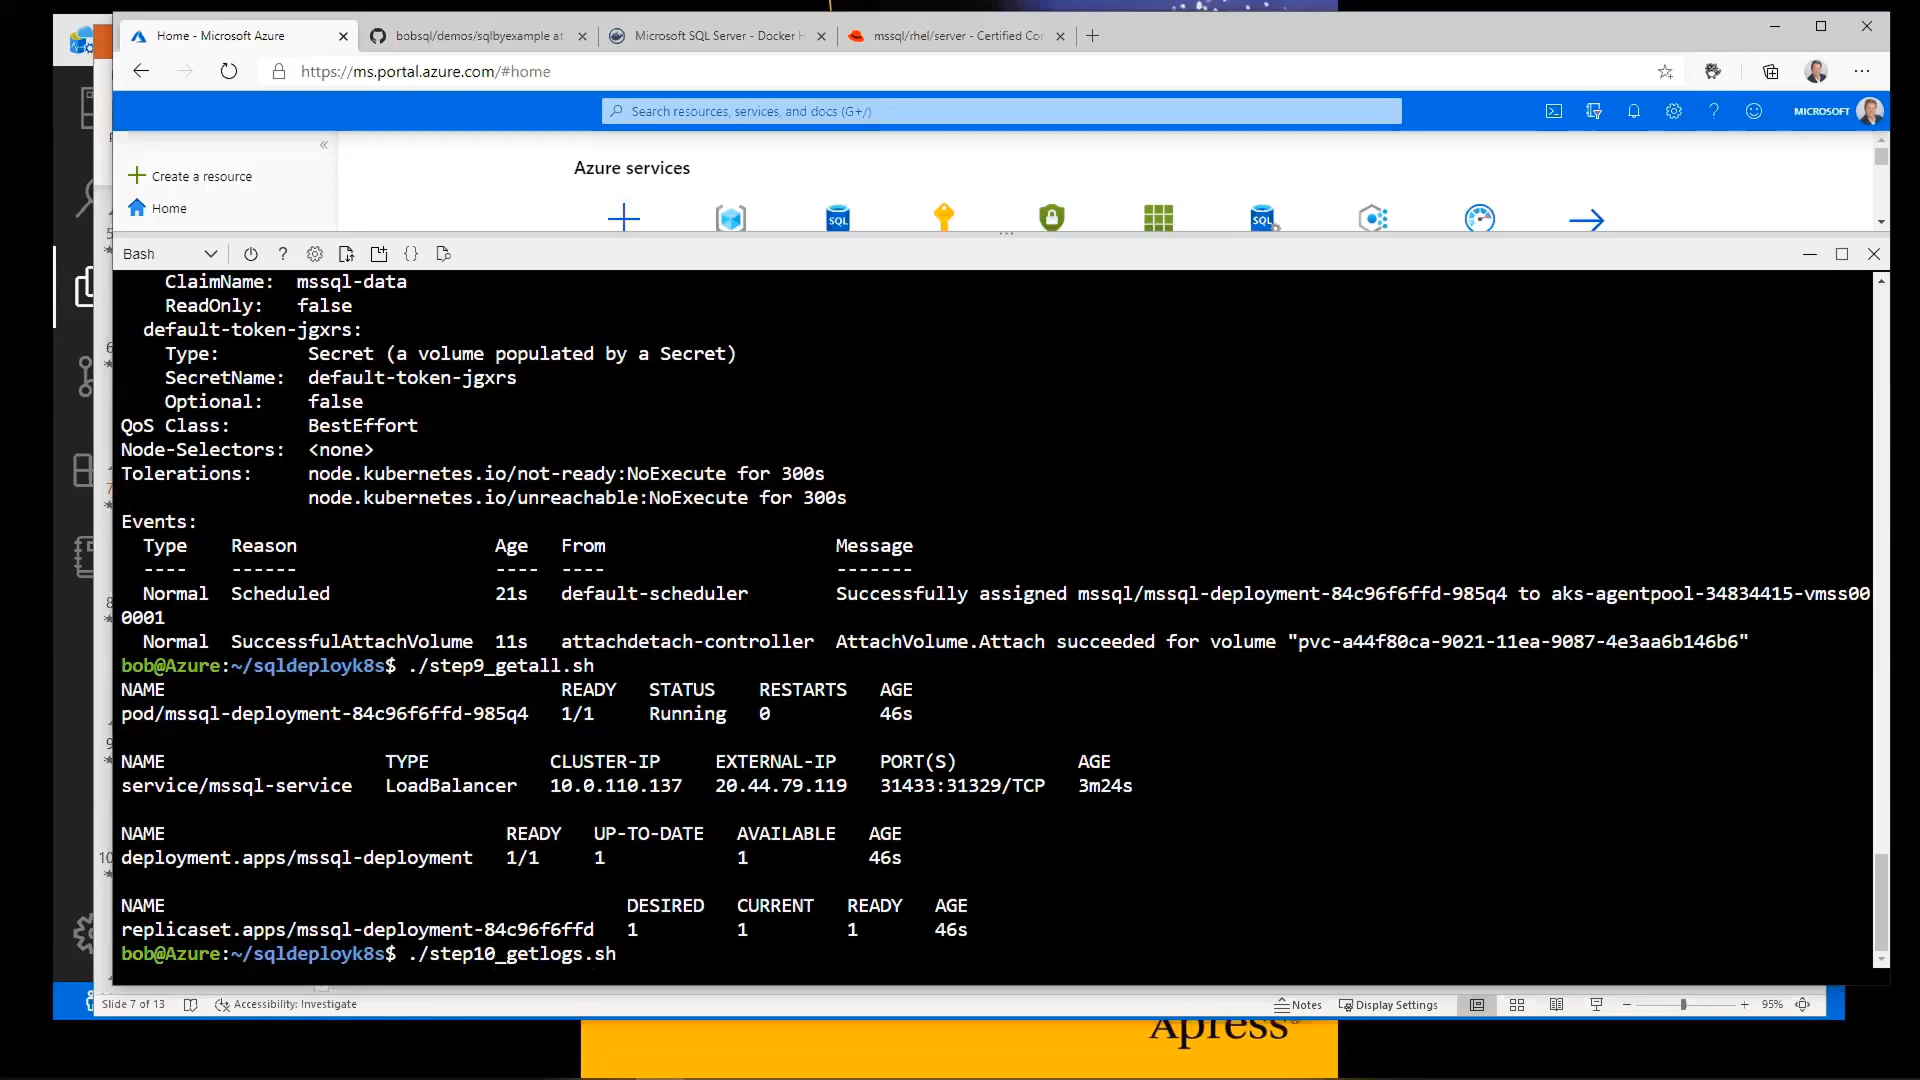 Home - Microsoft Azure
bobsql/demos/sqlbyexample at
Microsoft SQL Server - Docker H
mssql/rhel/server - Certified Con
https://ms.portal.azure.com/#home
Search resources, services, and docs (G+/)
MICROSOFT
Create a resource
Home
Azure services
SQL
SQL
Bash
ClaimName: mssql-data
ReadOnly: false
default-token-jgxrs:
Type: Secret (a volume populated by a Secret)
SecretName: default-token-jgxrs
Optional: false
QoS Class: BestEffort
Node-Selectors: <none>
Tolerations: node.kubernetes.io/not-ready:NoExecute for 300s
node.kubernetes.io/unreachable:NoExecute for 300s
Events:
Type Reason Age From Message
---- ------ ---- ---- -------
Normal Scheduled 21s default-scheduler Successfully assigned mssql/mssql-deployment-84c96f6ffd-985q4 to aks-agentpool-34834415-vmss00
0001
Normal SuccessfulAttachVolume 11s attachdetach-controller AttachVolume.Attach succeeded for volume "pvc-a44f80ca-9021-11ea-9087-4e3aa6b146b6"
bob@Azure:~/sqldeployk8s$ ./step9_getall.sh
NAME READY STATUS RESTARTS AGE
pod/mssql-deployment-84c96f6ffd-985q4 1/1 Running 0 46s
NAME TYPE CLUSTER-IP EXTERNAL-IP PORT(S) AGE
service/mssql-service LoadBalancer 10.0.110.137 20.44.79.119 31433:31329/TCP 3m24s
NAME READY UP-TO-DATE AVAILABLE AGE
deployment.apps/mssql-deployment 1/1 1 1 46s
NAME DESIRED CURRENT READY AGE
replicaset.apps/mssql-deployment-84c96f6ffd 1 1 1 46s
bob@Azure:~/sqldeployk8s$ ./step10_getlogs.sh
5
6
7
8
9
10
Slide 7 of 13
Accessibility: Investigate
Notes
Display Settings
95%
Apress